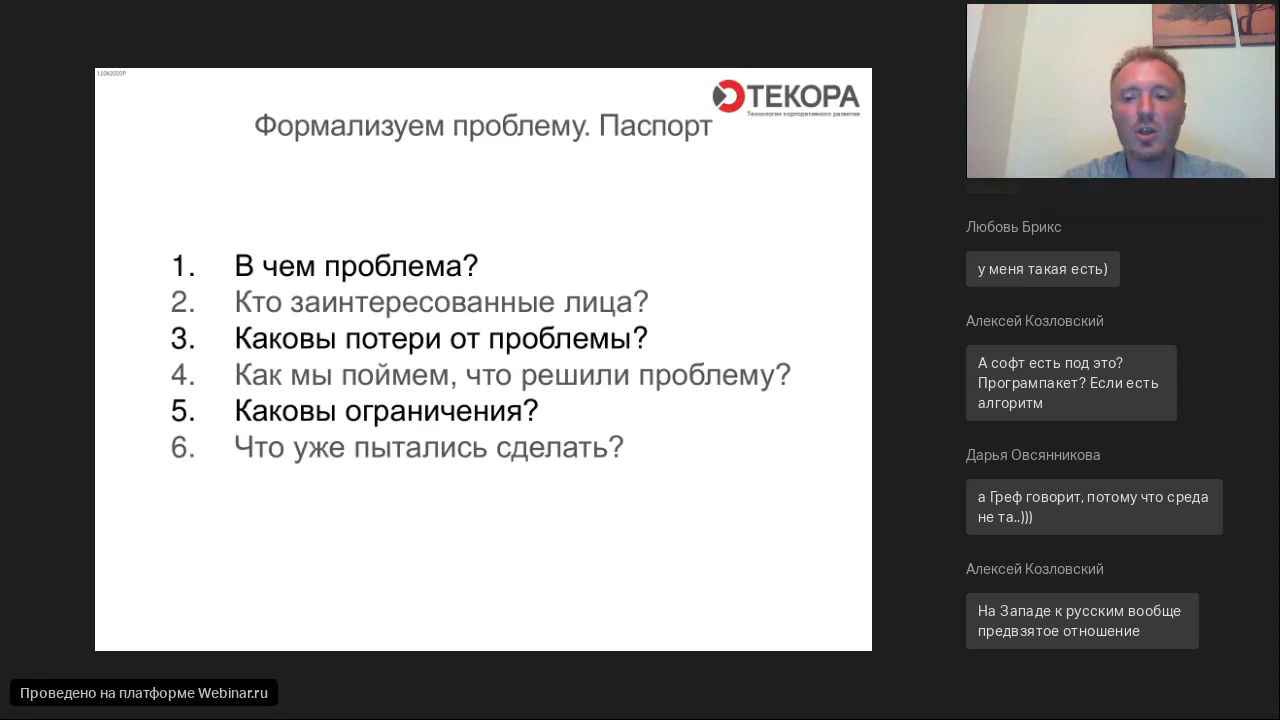 11042020P
ТЕКОРА
Технологии корпоративного развития
Формализуем проблему. Паспорт
1. В чем проблема?
2. Кто заинтересованные лица?
3. Каковы потери от проблемы?
4. Как мы поймем, что решили проблему?
5. Каковы ограничения?
6. Что уже пытались сделать?
Любовь Брикс
у меня такая есть)
Алексей Козловский
А софт есть под это?
Програмпакет? Если есть
алгоритм
Дарья Овсянникова
а Греф говорит, потому что среда
не та..)))
Алексей Козловский
На Западе к русским вообще
предвзятое отношение
Проведено на платформе Webinar.ru